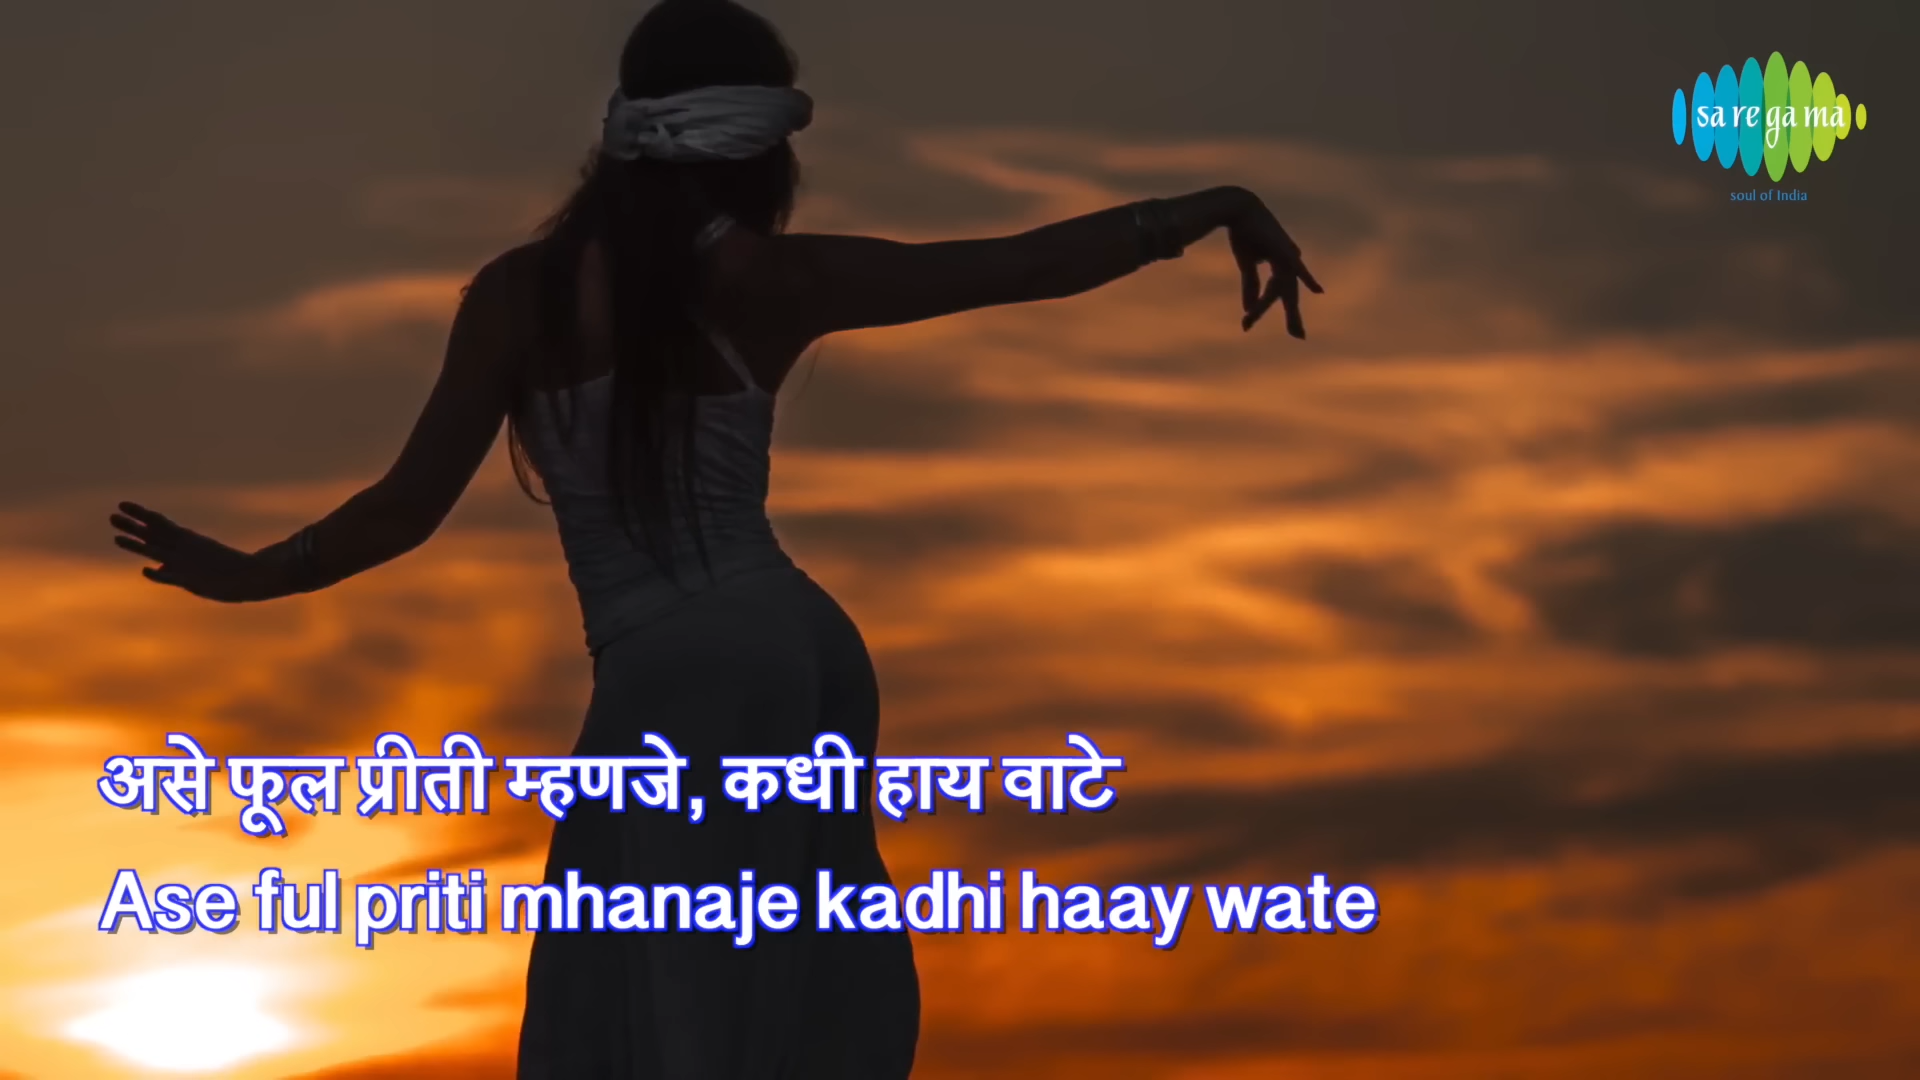 sa re ga ma
soul of India
असे फूल प्रीती म्हणजे, कधी हाय वाटे
Ase ful priti mhanaje kadhi haay wate